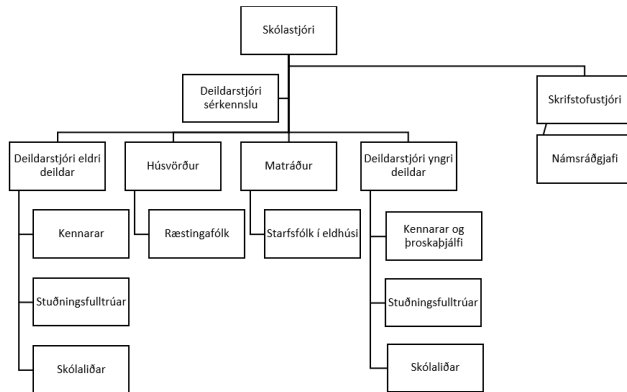 Skólastjóri
Deildarstjóri
sérkennslu
Skrifstofustjóri
Deildarstjóri eldri
deildar
Húsvörður
Matráður
Deildarstjóri yngri
deildar
Námsráðgjafi
Kennarar
Ræstingafólk
Starfsfólk í eldhúsi
Kennarar og
þroskaþjálfi
Stuðningsfulltrúar
Stuðningsfulltrúar
Skólaliðar
Skólaliðar